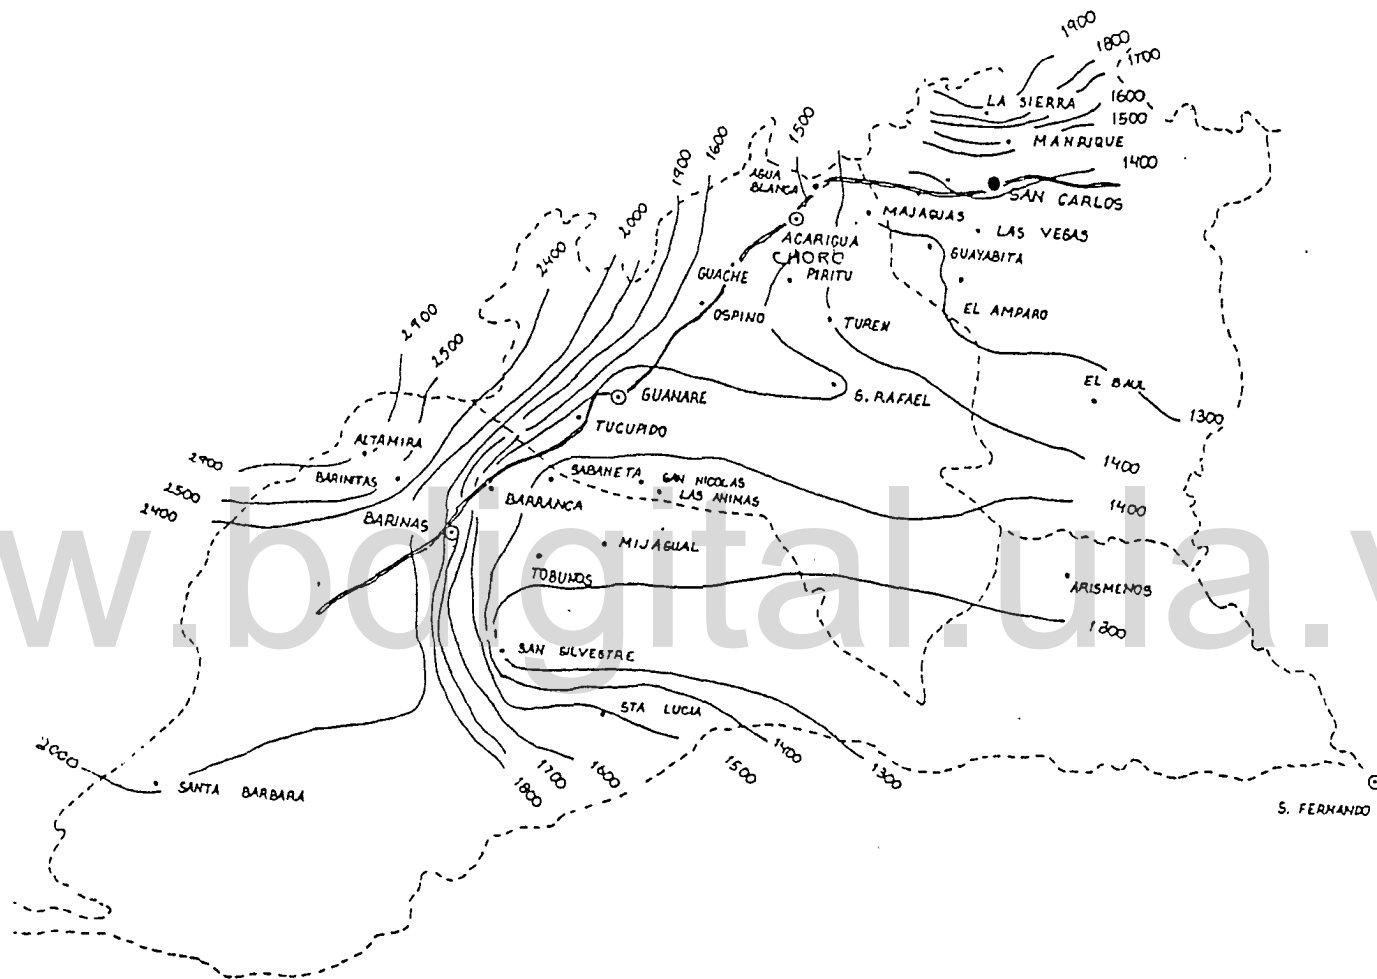 1900
1800
1700
LA SIERRA
1600
1500
MANRIQUE
1400
1500
1600
1900
AGUA
BLANCA
SAN CARLOS
MAJAGUAS
LAS VEGAS
2000
ACARIGUA
CHORO
GUAYABITA
2400
GUACHE
PIRITU
OSPINO
TUREN
EL AMPARO
2900
2500
EL BAUL
GUANARE
S. RAFAEL
1300
ALTAMIRA
TUCUPIDO
2900
BARINITAS
SABANETA
SAN NICOLAS
1400
2500
LAS ANIMAS
BARRANCA
1400
2400
BARINAS
w.bdigital.ula.v
MIJAGUAL
TOBUNOS
ARISMENOS
1300
SAN SILVESTRE
STA LUCIA
2000
1400
1300
1500
1600
1700
1800
SANTA BARBARA
S. FERNANDO